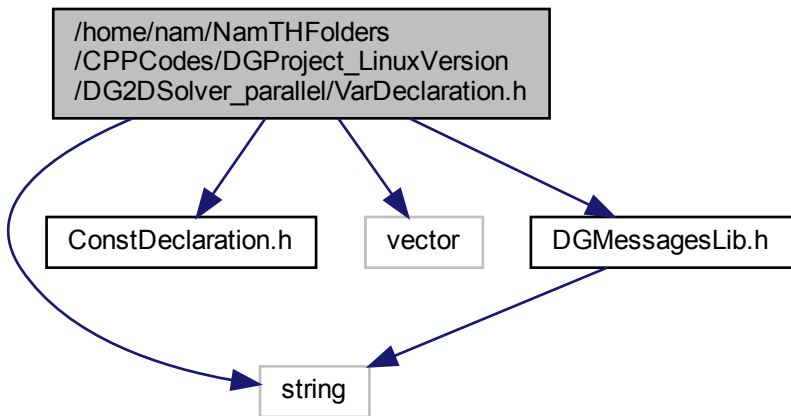 /home/nam/NamTHFolders
/CPPCodes/DGProject_LinuxVersion
/DG2DSolver_parallel/VarDeclaration.h
ConstDeclaration.h
vector
DGMessagesLib.h
string